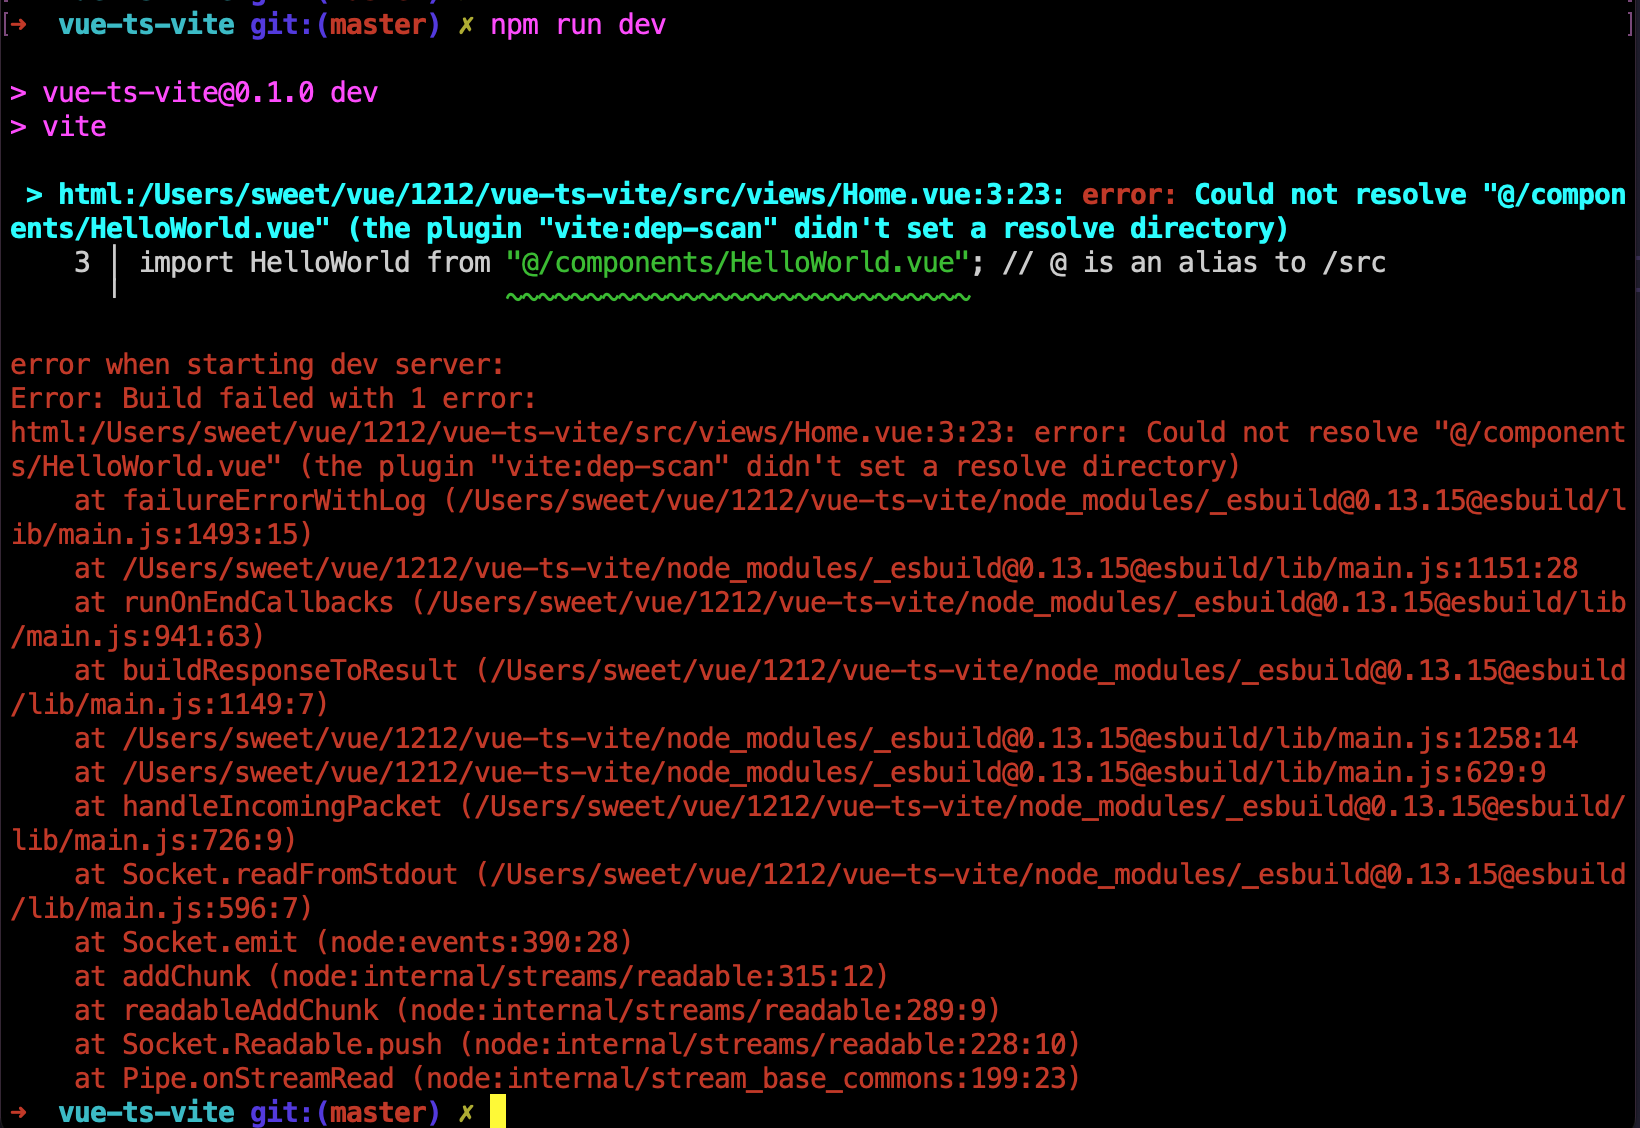 [→  vue-ts-vite git:(master) ✗ npm run dev ]
> vue-ts-vite@0.1.0 dev
> vite
 > html:/Users/sweet/vue/1212/vue-ts-vite/src/views/Home.vue:3:23: error: Could not resolve "@/compon
ents/HelloWorld.vue" (the plugin "vite:dep-scan" didn't set a resolve directory)
    3 │ import HelloWorld from "@/components/HelloWorld.vue"; // @ is an alias to /src
      │                        ~~~~~~~~~~~~~~~~~~~~~~~~~~~~~
error when starting dev server:
Error: Build failed with 1 error:
html:/Users/sweet/vue/1212/vue-ts-vite/src/views/Home.vue:3:23: error: Could not resolve "@/component
s/HelloWorld.vue" (the plugin "vite:dep-scan" didn't set a resolve directory)
    at failureErrorWithLog (/Users/sweet/vue/1212/vue-ts-vite/node_modules/_esbuild@0.13.15@esbuild/l
ib/main.js:1493:15)
    at /Users/sweet/vue/1212/vue-ts-vite/node_modules/_esbuild@0.13.15@esbuild/lib/main.js:1151:28
    at runOnEndCallbacks (/Users/sweet/vue/1212/vue-ts-vite/node_modules/_esbuild@0.13.15@esbuild/lib
/main.js:941:63)
    at buildResponseToResult (/Users/sweet/vue/1212/vue-ts-vite/node_modules/_esbuild@0.13.15@esbuild
/lib/main.js:1149:7)
    at /Users/sweet/vue/1212/vue-ts-vite/node_modules/_esbuild@0.13.15@esbuild/lib/main.js:1258:14
    at /Users/sweet/vue/1212/vue-ts-vite/node_modules/_esbuild@0.13.15@esbuild/lib/main.js:629:9
    at handleIncomingPacket (/Users/sweet/vue/1212/vue-ts-vite/node_modules/_esbuild@0.13.15@esbuild/
lib/main.js:726:9)
    at Socket.readFromStdout (/Users/sweet/vue/1212/vue-ts-vite/node_modules/_esbuild@0.13.15@esbuild
/lib/main.js:596:7)
    at Socket.emit (node:events:390:28)
    at addChunk (node:internal/streams/readable:315:12)
    at readableAddChunk (node:internal/streams/readable:289:9)
    at Socket.Readable.push (node:internal/streams/readable:228:10)
    at Pipe.onStreamRead (node:internal/stream_base_commons:199:23)
→  vue-ts-vite git:(master) ✗